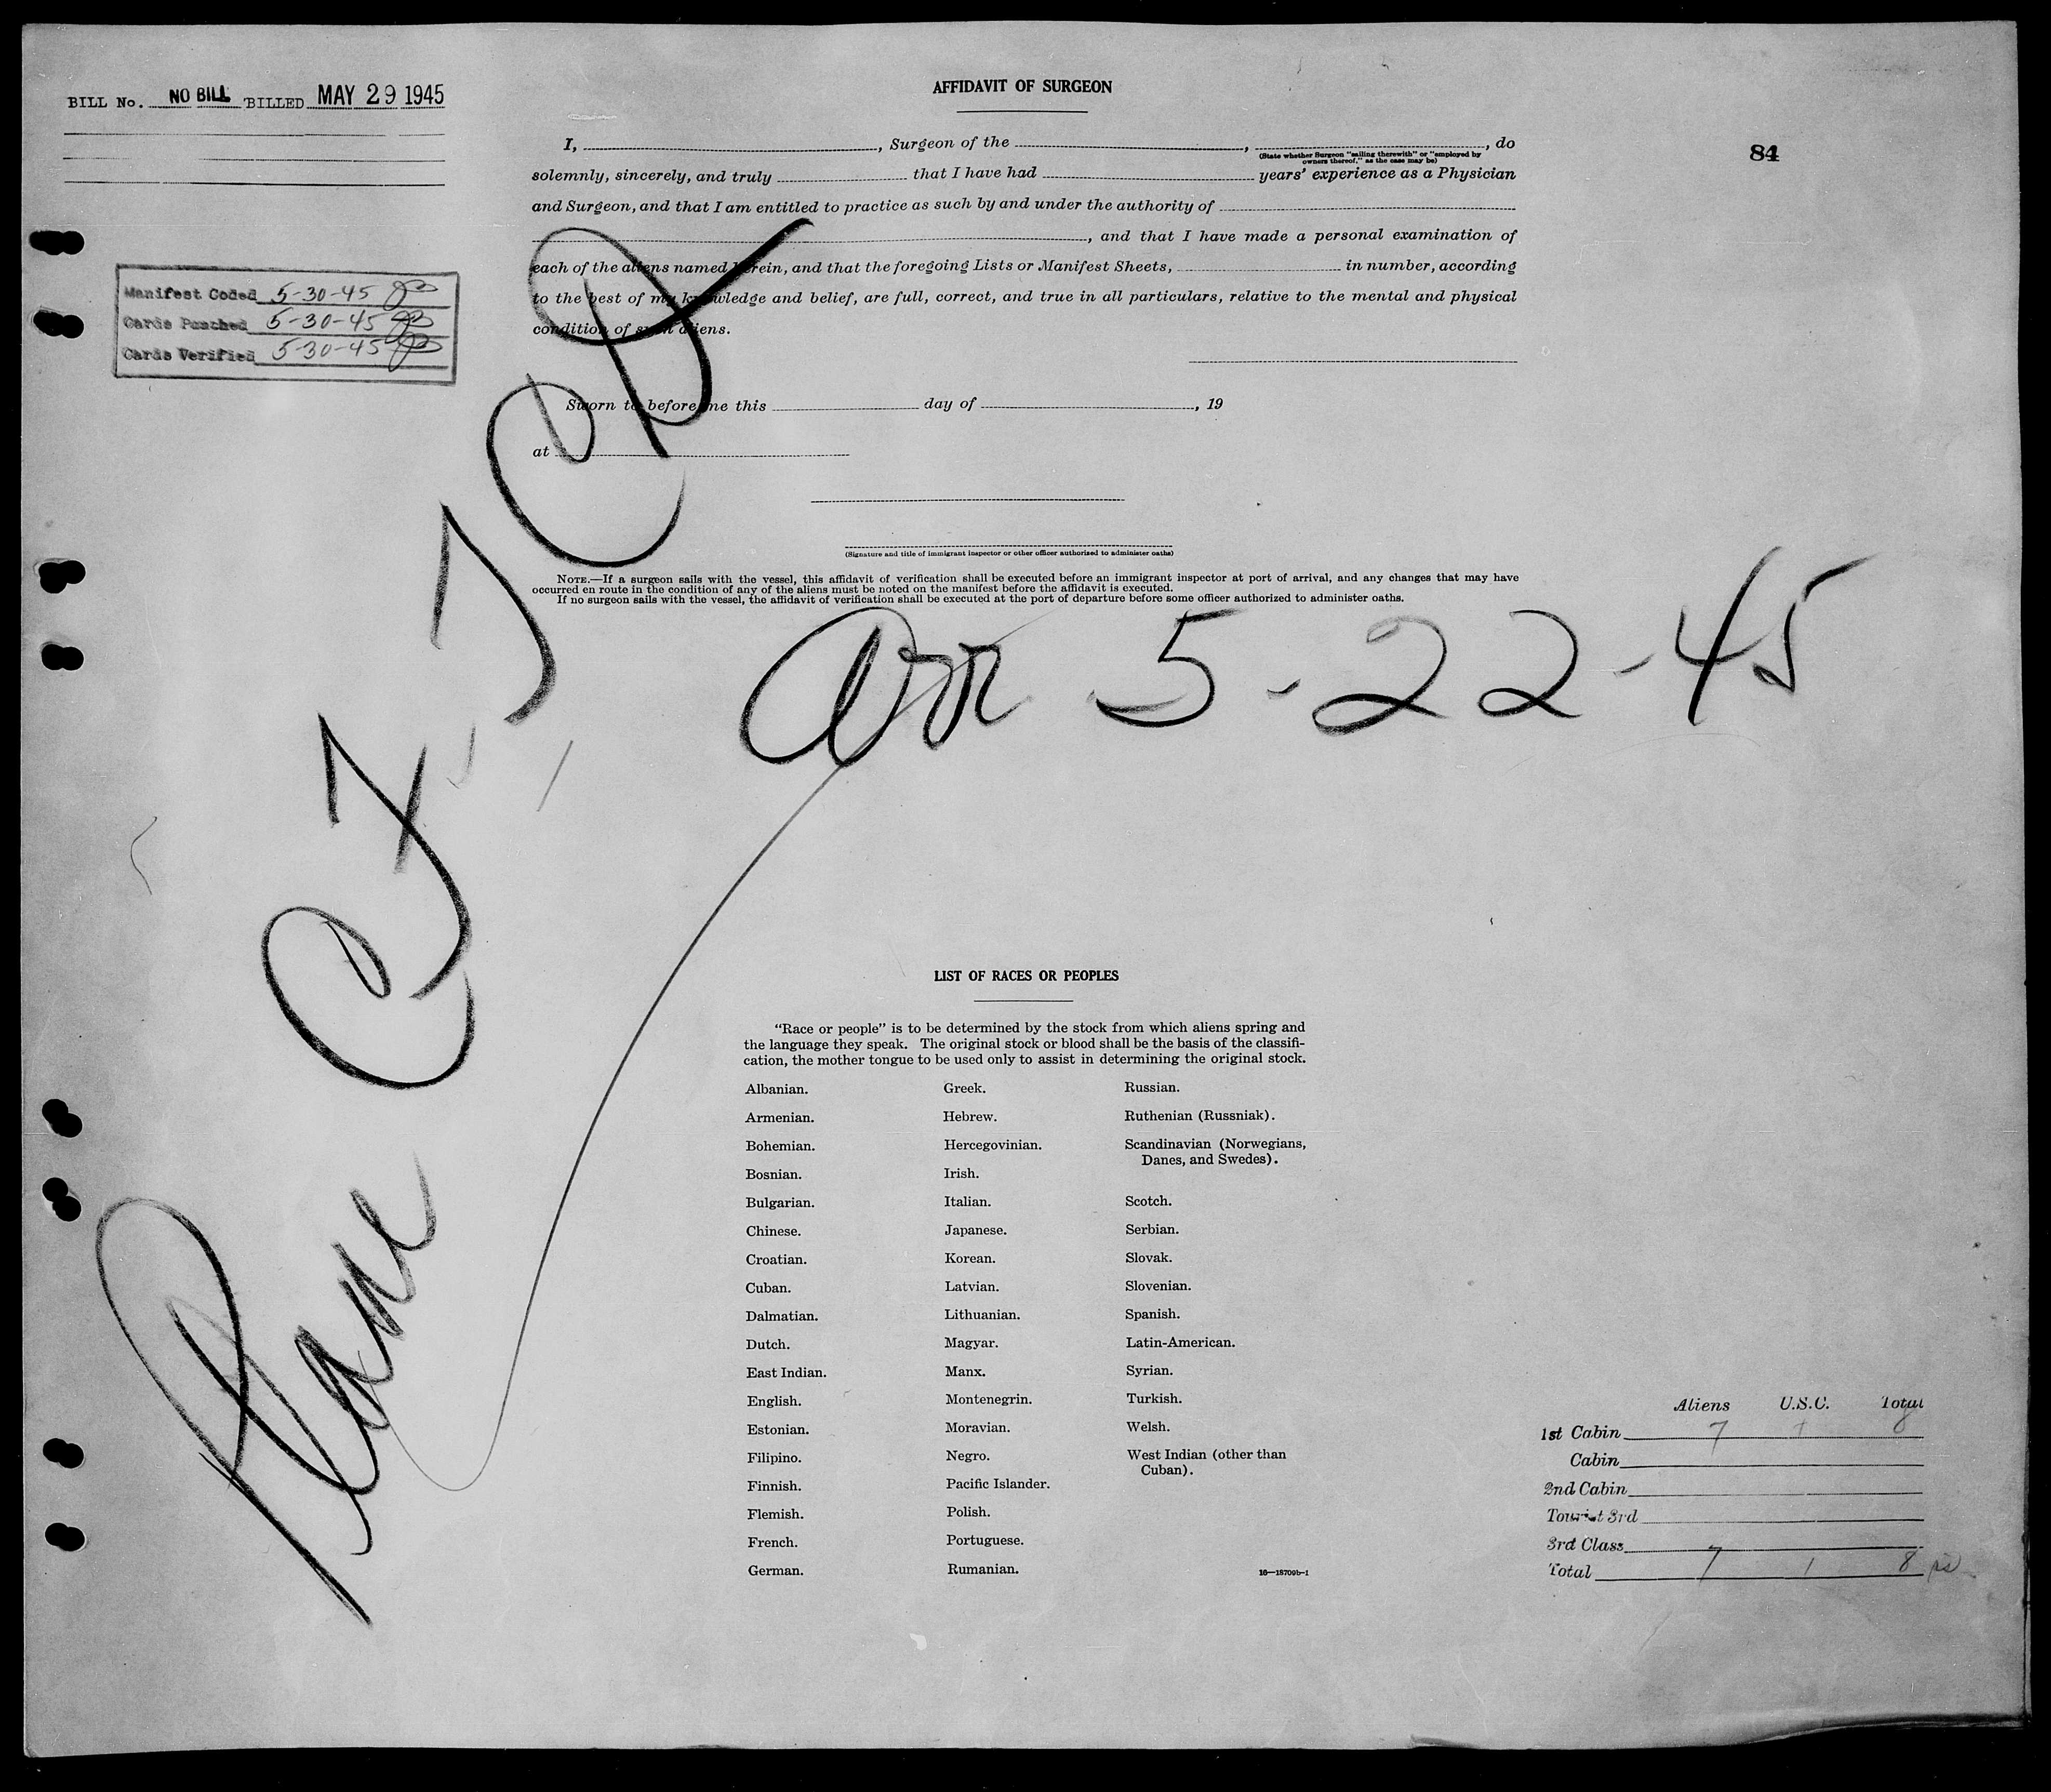 BILL No. NO BILL BILLED MAY 29 1945
AFFIDAVIT OF SURGEON
84
I, , Surgeon of the , , do
(State whether Surgeon "sailing therewith" or "employed by
owners thereof," as the case may be)
solemnly, sincerely, and truly that I have had years' experience as a Physician
and Surgeon, and that I am entitled to practice as such by and under the authority of
, and that I have made a personal examination of
each of the aliens named herein, and that the foregoing Lists or Manifest Sheets, in number, according
to the best of my knowledge and belief, are full, correct, and true in all particulars, relative to the mental and physical
condition of such aliens.
Manifest Coded 5-30-45
Cards Punched 5-30-45
Cards Verified 5-30-45
Sworn to before me this day of , 19
at
(Signature and title of immigrant inspector or other officer authorized to administer oaths)
NOTE.—If a surgeon sails with the vessel, this affidavit of verification shall be executed before an immigrant inspector at port of arrival, and any changes that may have
occurred en route in the condition of any of the aliens must be noted on the manifest before the affidavit is executed.
If no surgeon sails with the vessel, the affidavit of verification shall be executed at the port of departure before some officer authorized to administer oaths.
Plane CF-TCA
Arr 5-22-45
LIST OF RACES OR PEOPLES
"Race or people" is to be determined by the stock from which aliens spring and
the language they speak. The original stock or blood shall be the basis of the classifi-
cation, the mother tongue to be used only to assist in determining the original stock.
Albanian.
Armenian.
Bohemian.
Bosnian.
Bulgarian.
Chinese.
Croatian.
Cuban.
Dalmatian.
Dutch.
East Indian.
English.
Estonian.
Filipino.
Finnish.
Flemish.
French.
German.
Greek.
Hebrew.
Hercegovinian.
Irish.
Italian.
Japanese.
Korean.
Latvian.
Lithuanian.
Magyar.
Manx.
Montenegrin.
Moravian.
Negro.
Pacific Islander.
Polish.
Portuguese.
Rumanian.
Russian.
Ruthenian (Russniak).
Scandinavian (Norwegians,
Danes, and Swedes).
Scotch.
Serbian.
Slovak.
Slovenian.
Spanish.
Latin-American.
Syrian.
Turkish.
Welsh.
West Indian (other than
Cuban).
16—18709b-1
Aliens U.S.C. Total
1st Cabin 7 1 8
Cabin
2nd Cabin
Tourist 3rd
3rd Class
Total 7 1 8